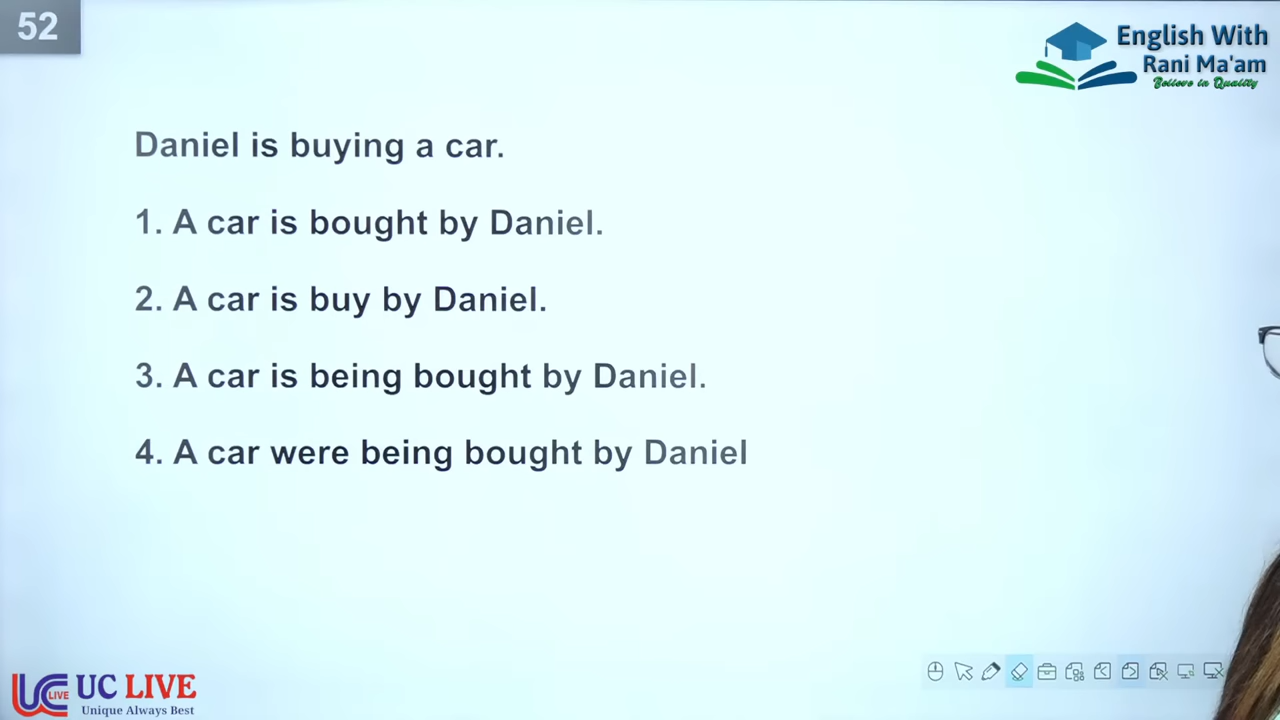 52
English With
Rani Ma'am
Believe in Quality
Daniel is buying a car.
1. A car is bought by Daniel.
2. A car is buy by Daniel.
3. A car is being bought by Daniel.
4. A car were being bought by Daniel
UC LIVE
LIVE
Unique Always Best